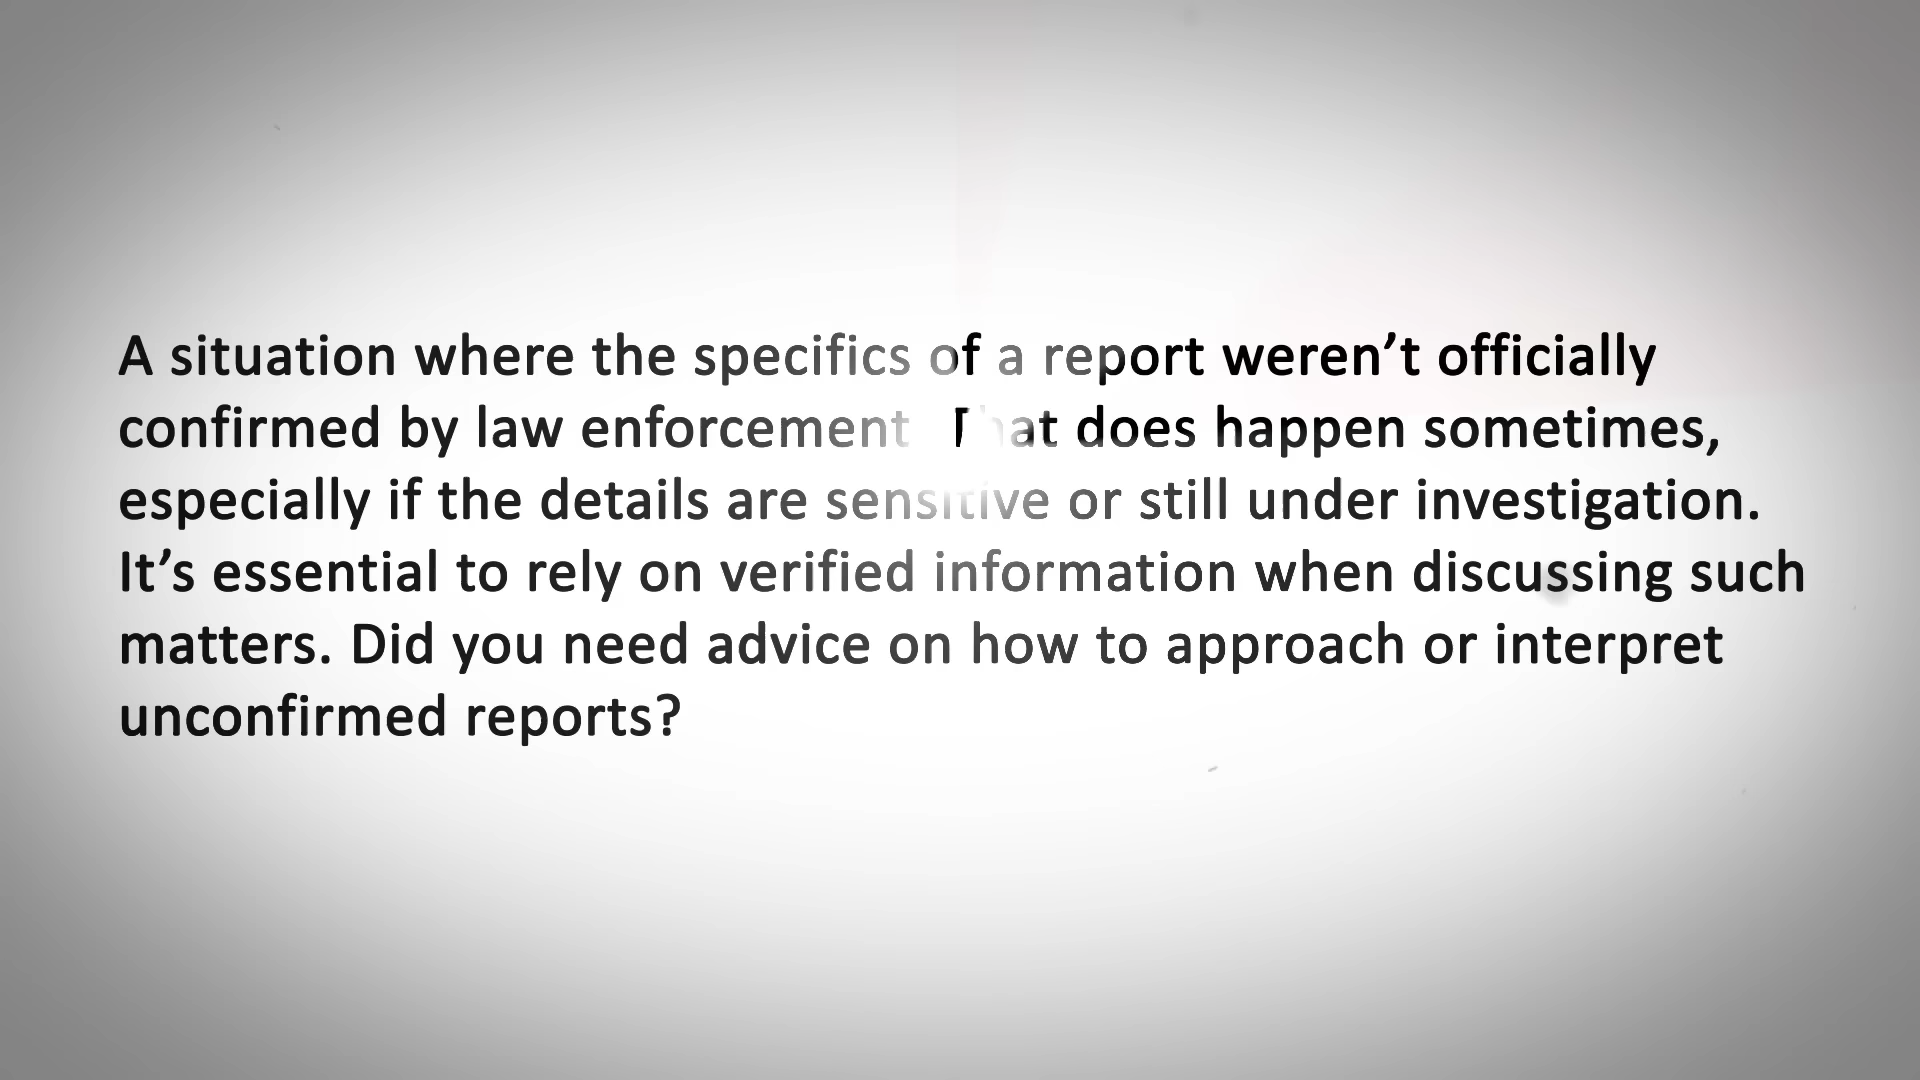 A situation where the specifics of a report weren’t officially
confirmed by law enforcement That does happen sometimes,
especially if the details are sensitive or still under investigation.
It’s essential to rely on verified information when discussing such
matters. Did you need advice on how to approach or interpret
unconfirmed reports?